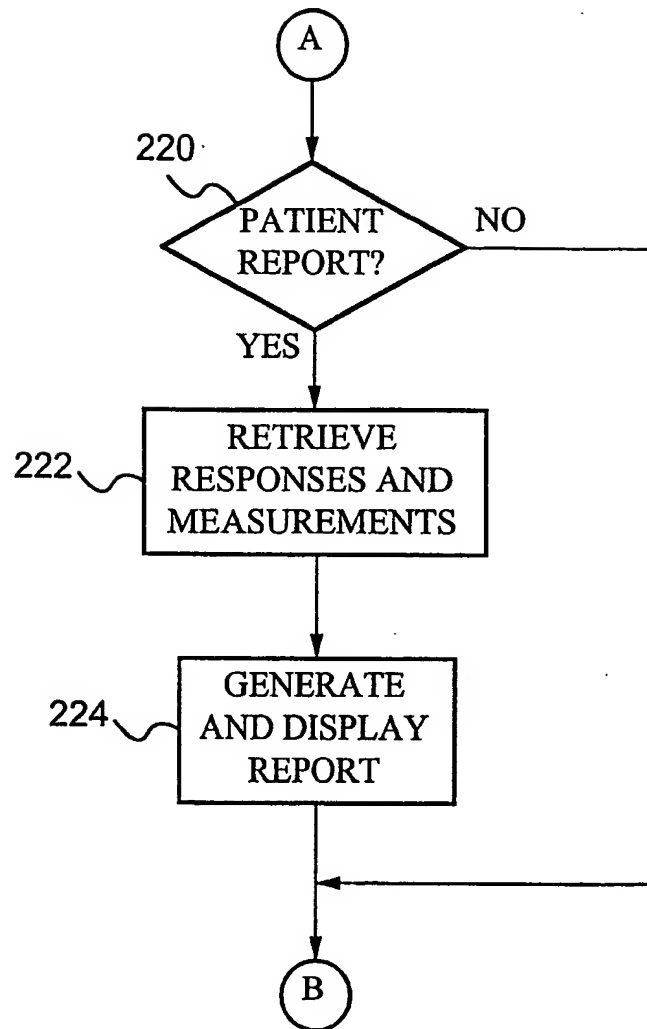 A
220
PATIENT
REPORT?
NO
YES
222
RETRIEVE
RESPONSES AND
MEASUREMENTS
224
GENERATE
AND DISPLAY
REPORT
B